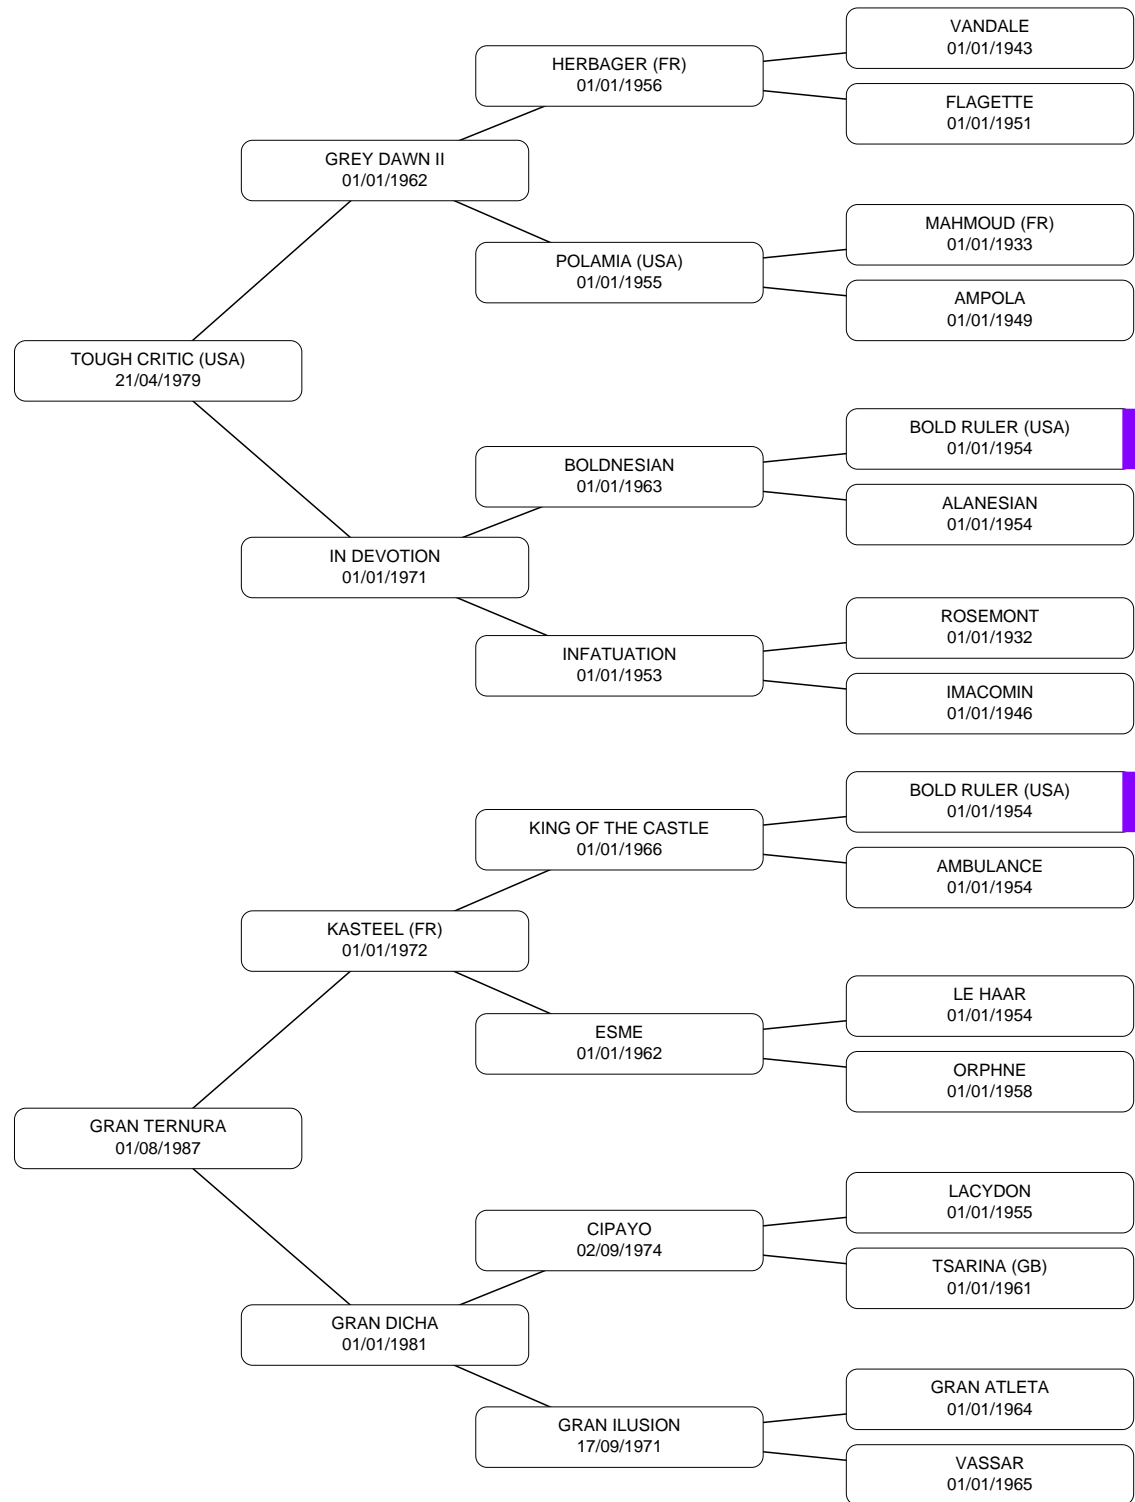 VANDALE
01/01/1943
HERBAGER (FR)
01/01/1956
FLAGETTE
01/01/1951
GREY DAWN II
01/01/1962
MAHMOUD (FR)
01/01/1933
POLAMIA (USA)
01/01/1955
AMPOLA
01/01/1949
TOUGH CRITIC (USA)
21/04/1979
BOLD RULER (USA)
01/01/1954
BOLDNESIAN
01/01/1963
ALANESIAN
01/01/1954
IN DEVOTION
01/01/1971
ROSEMONT
01/01/1932
INFATUATION
01/01/1953
IMACOMIN
01/01/1946
BOLD RULER (USA)
01/01/1954
KING OF THE CASTLE
01/01/1966
AMBULANCE
01/01/1954
KASTEEL (FR)
01/01/1972
LE HAAR
01/01/1954
ESME
01/01/1962
ORPHNE
01/01/1958
GRAN TERNURA
01/08/1987
LACYDON
01/01/1955
CIPAYO
02/09/1974
TSARINA (GB)
01/01/1961
GRAN DICHA
01/01/1981
GRAN ATLETA
01/01/1964
GRAN ILUSION
17/09/1971
VASSAR
01/01/1965